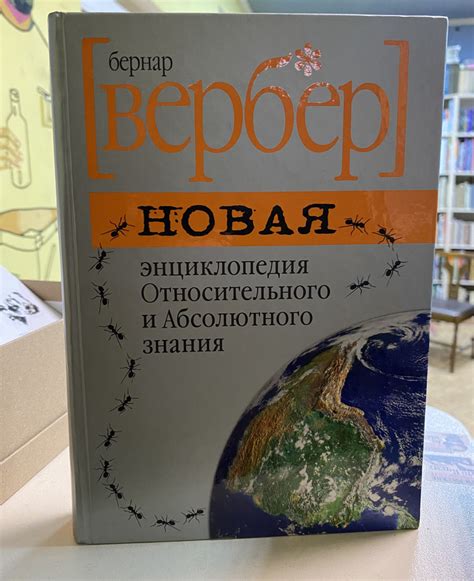 бернар
[вербер]
НОВАЯ
энциклопедия
Относительного
и Абсолютного
знания